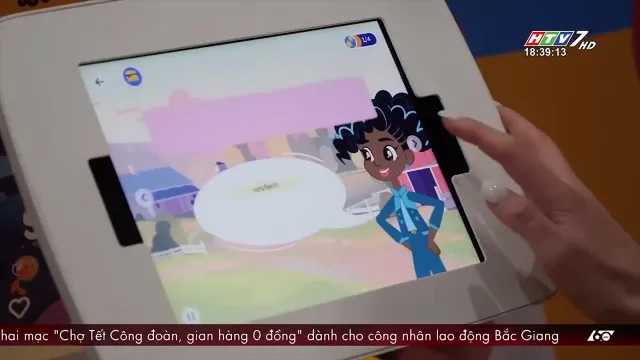 HTV7 HD
18:39:13
1/4
hai mạc "Chợ Tết Công đoàn, gian hàng 0 đồng" dành cho công nhân lao động Bắc Giang